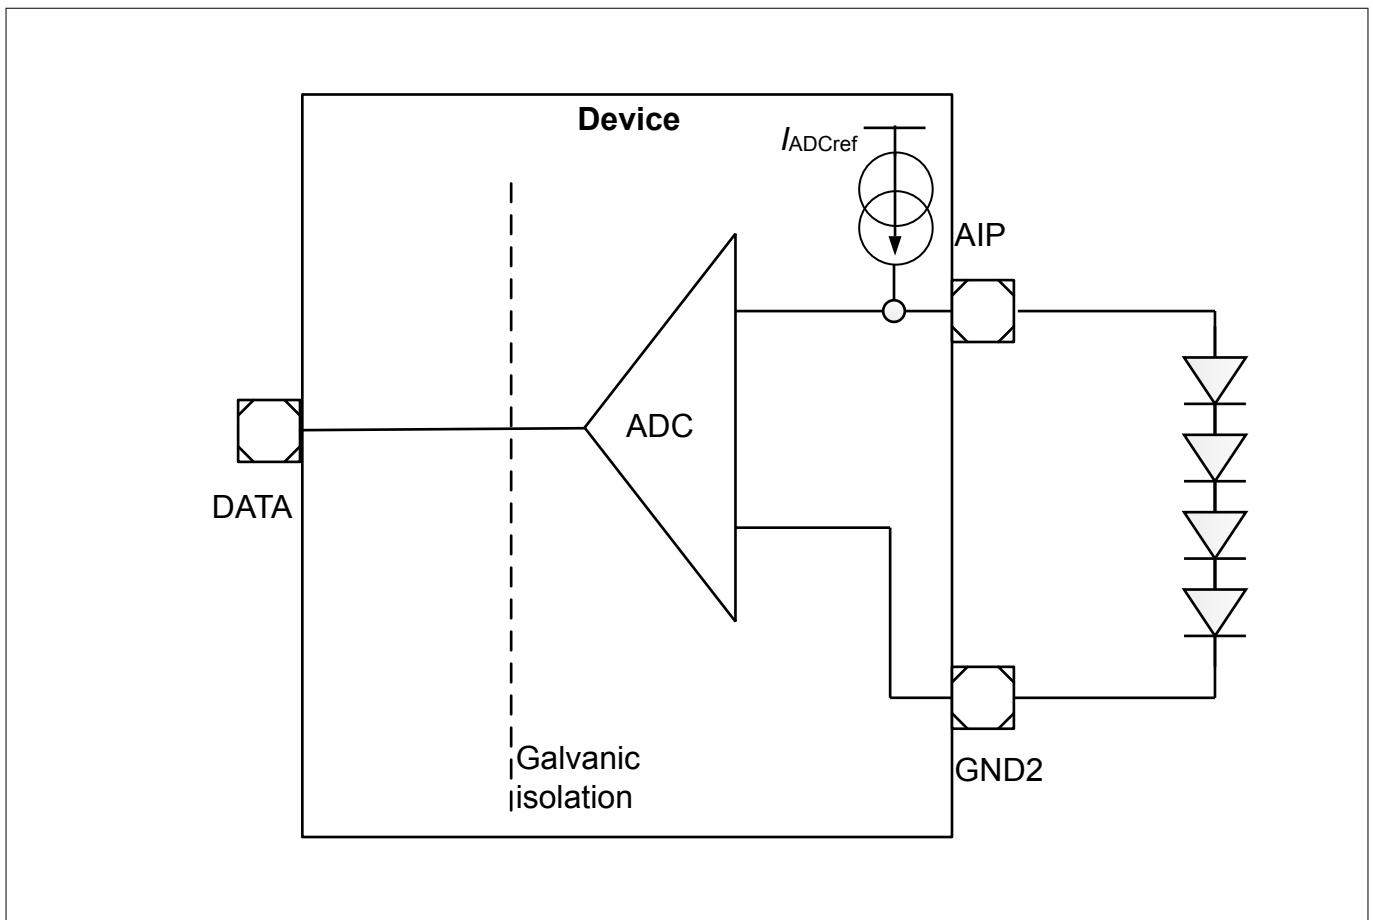 Device
IADCref
AIP
ADC
DATA
Galvanic
isolation
GND2